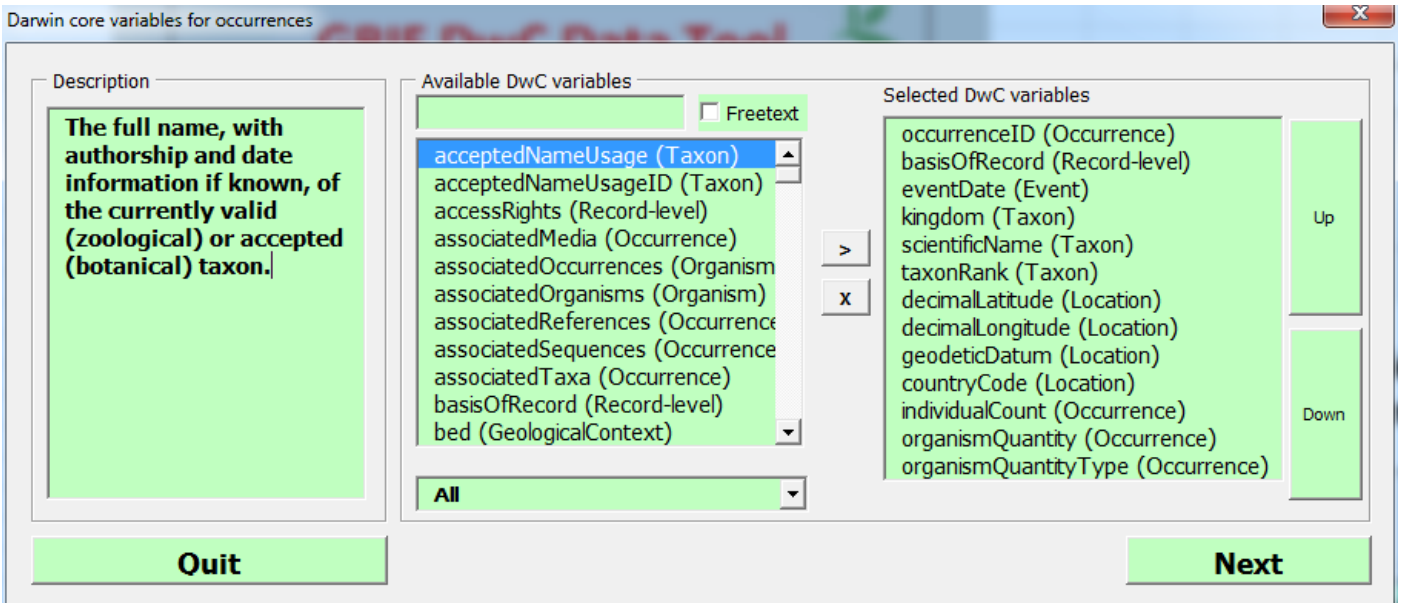 Darwin core variables for occurrences
GBIF DwC Data Tool
x
Description
The full name, with
authorship and date
information if known, of
the currently valid
(zoological) or accepted
(botanical) taxon.
Available DwC variables
Freetext
acceptedNameUsage (Taxon)
acceptedNameUsageID (Taxon)
accessRights (Record-level)
associatedMedia (Occurrence)
associatedOccurrences (Organism
associatedOrganisms (Organism)
associatedReferences (Occurrence
associatedSequences (Occurrence
associatedTaxa (Occurrence)
basisOfRecord (Record-level)
bed (GeologicalContext)
All
>
x
Selected DwC variables
occurrenceID (Occurrence)
basisOfRecord (Record-level)
eventDate (Event)
kingdom (Taxon)
scientificName (Taxon)
taxonRank (Taxon)
decimalLatitude (Location)
decimalLongitude (Location)
geodeticDatum (Location)
countryCode (Location)
individualCount (Occurrence)
organismQuantity (Occurrence)
organismQuantityType (Occurrence)
Up
Down
Quit
Next